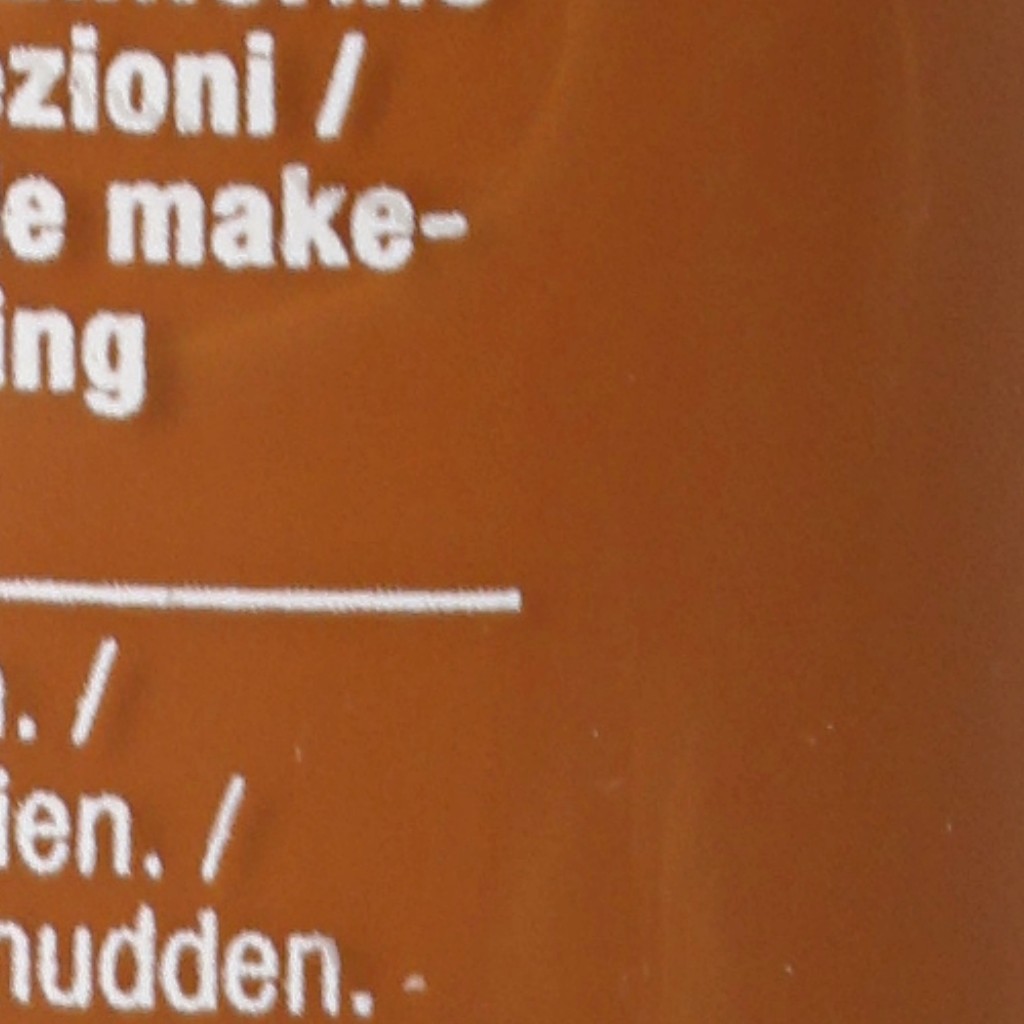 ezioni /
e make-
ing
. /
ien. /
nudden.